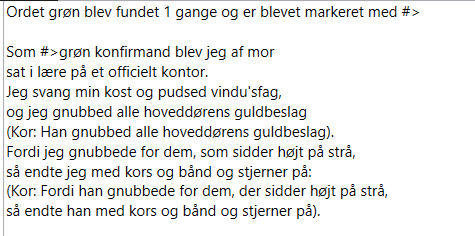 Ordet grøn blev fundet 1 gange og er blevet markeret med #>

Som #>grøn konfirmand blev jeg af mor
sat i lære på et officielt kontor.
Jeg svang min kost og pudsed vindu'sfag,
og jeg gnubbed alle hoveddørens guldbeslag
(Kor: Han gnubbed alle hoveddørens guldbeslag).
Fordi jeg gnubbede for dem, som sidder højt på strå,
så endte jeg med kors og bånd og stjerner på:
(Kor: Fordi han gnubbede for dem, der sidder højt på strå,
så endte han med kors og bånd og stjerner på).